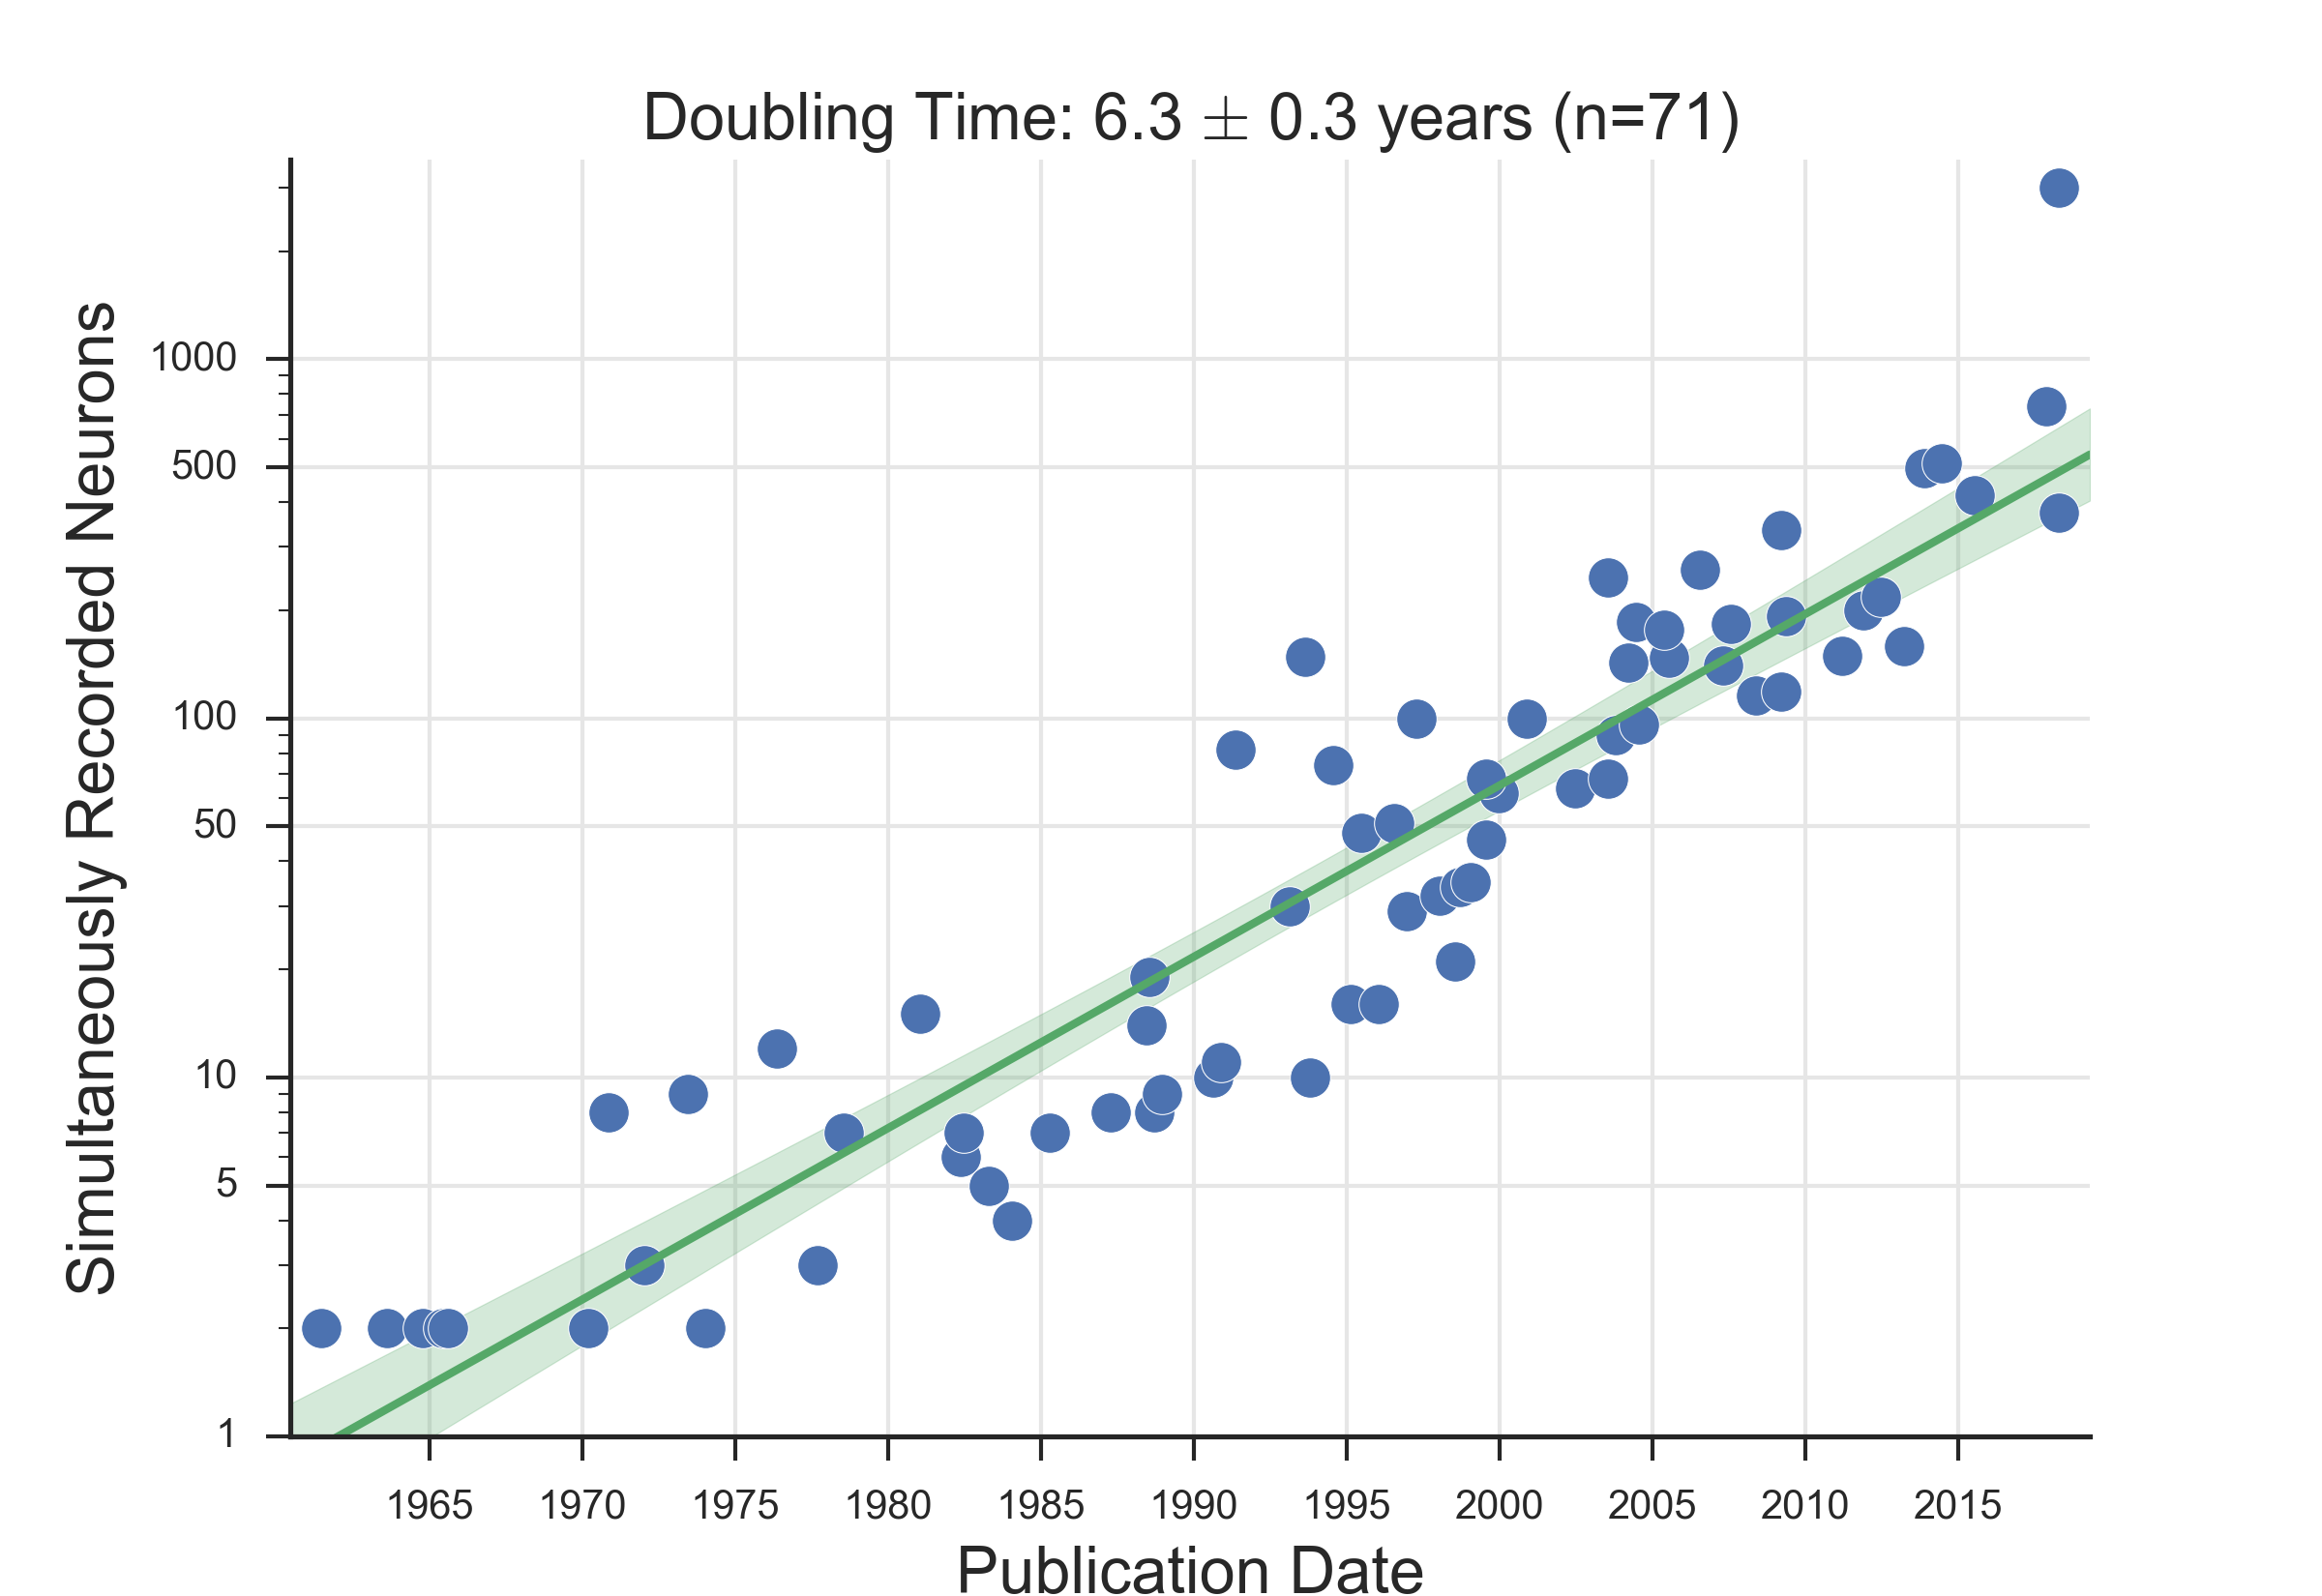 Doubling Time: 6.3 ± 0.3 years (n=71)
Simultaneously Recorded Neurons
1000
500
100
50
10
5
1
1965 1970 1975 1980 1985 1990 1995 2000 2005 2010 2015
Publication Date